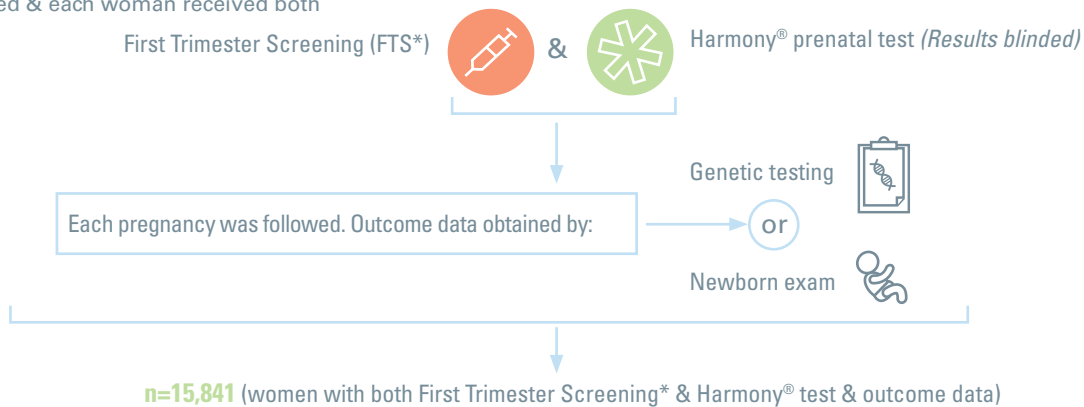 & each woman received both
First Trimester Screening (FTS*) & Harmony® prenatal test (Results blinded)
Genetic testing
Each pregnancy was followed. Outcome data obtained by:
or
Newborn exam
n=15,841 (women with both First Trimester Screening* & Harmony® test & outcome data)